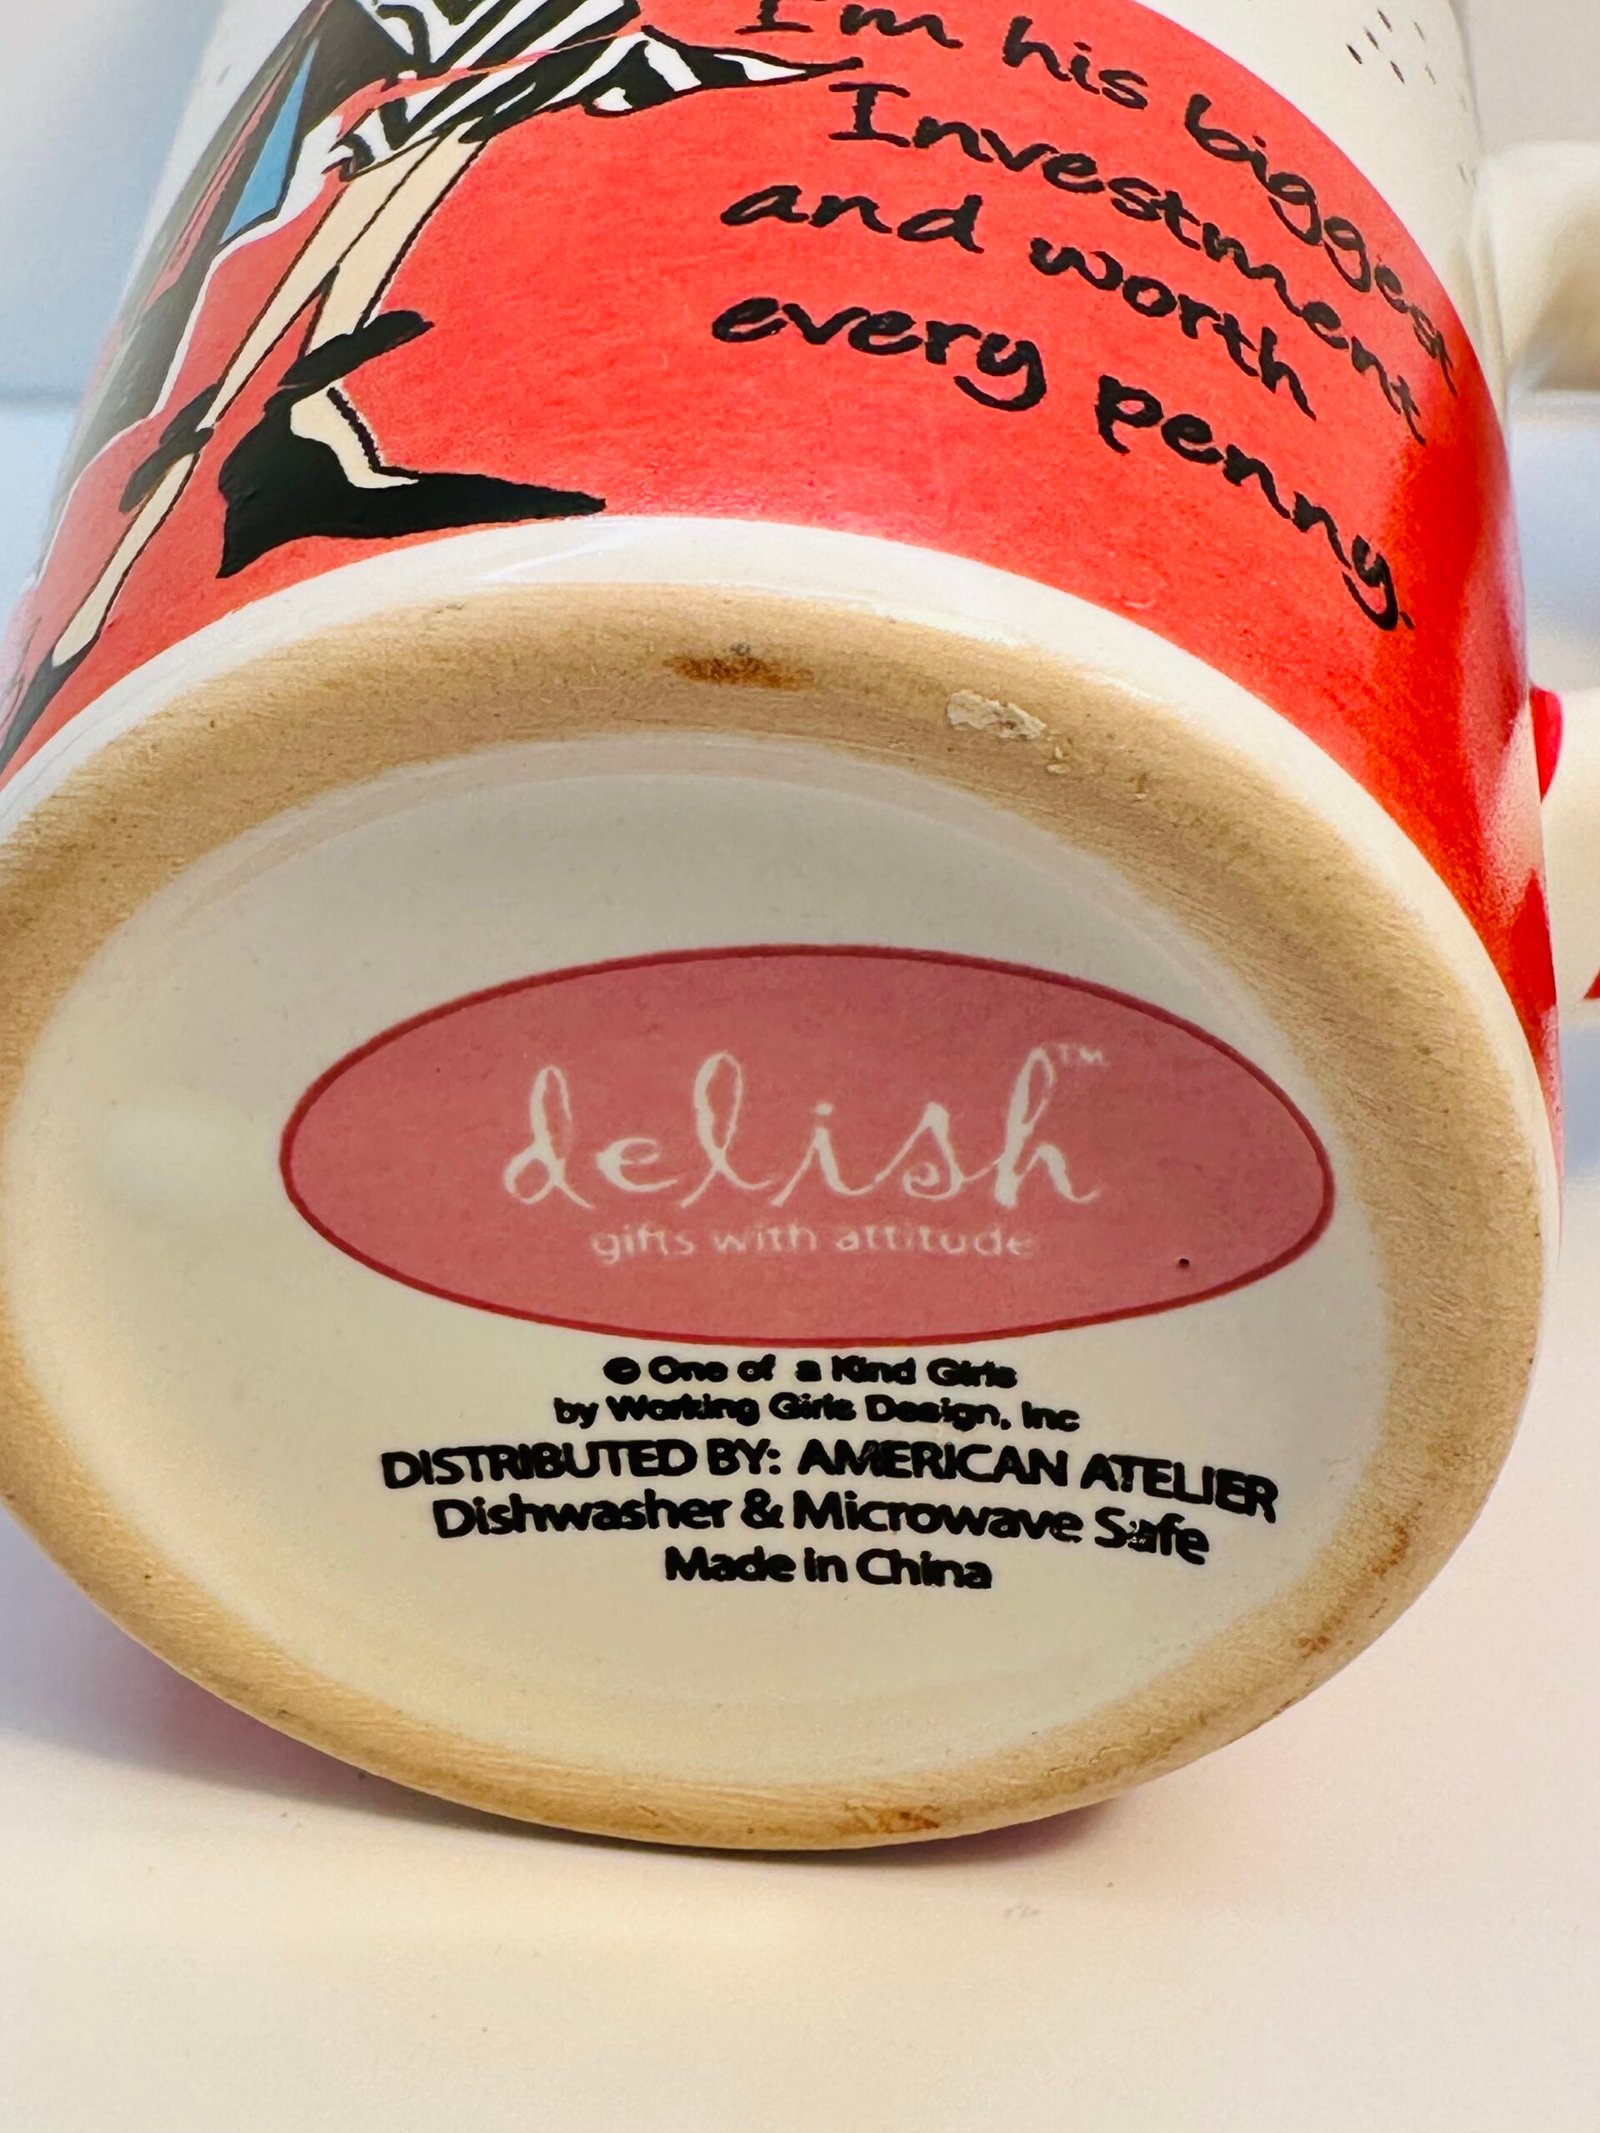 I'm his biggest
Investment
and worth
every penny.
delish™
gifts with attitude
© One of a Kind Girls
by Working Girls Design, Inc
DISTRIBUTED BY: AMERICAN ATELIER
Dishwasher & Microwave Safe
Made in China